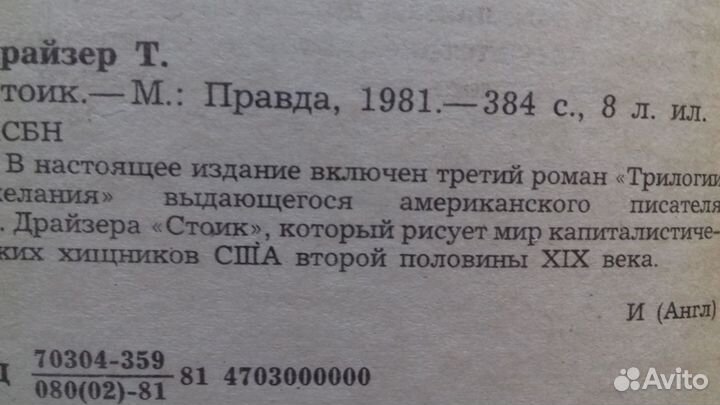 райзер Т.
тоик.— М.: Правда, 1981.— 384 с., 8 л. ил.
СБН
В настоящее издание включен третий роман «Трилогии
желания» выдающегося американского писателя
. Драйзера «Стоик», который рисует мир капиталистиче-
ких хищников США второй половины XIX века.
И (Англ)
70304-359
080(02)-81 81 4703000000
Avito